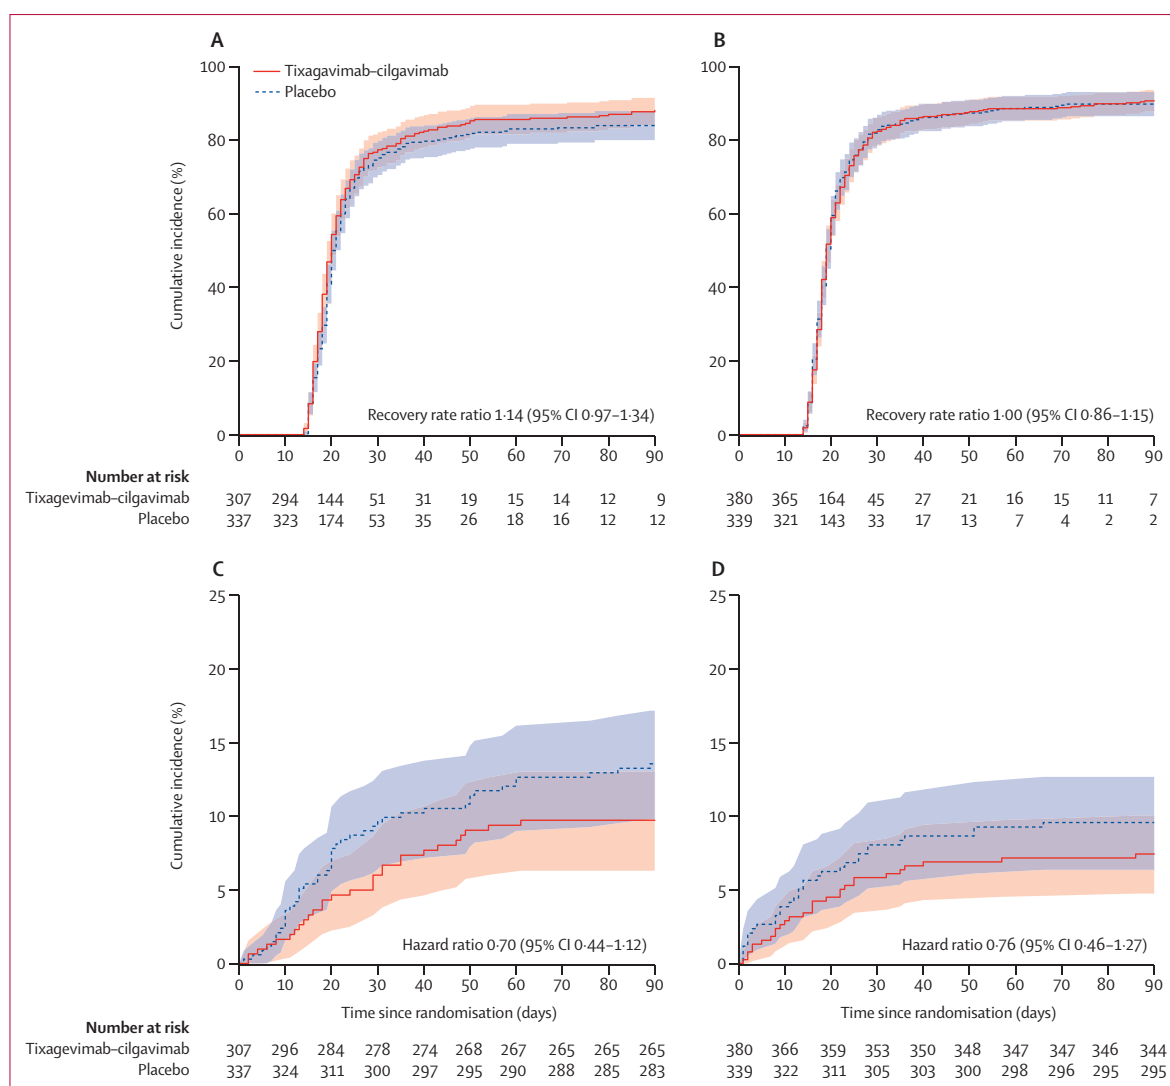 A
B
100
80
60
40
20
0
Cumulative incidence (%)
Tixagavimab–cilgavimab
Placebo
Recovery rate ratio 1·14 (95% CI 0·97–1·34)
0 10 20 30 40 50 60 70 80 90
100
80
60
40
20
0
Recovery rate ratio 1·00 (95% CI 0·86–1·15)
0 10 20 30 40 50 60 70 80 90
Number at risk
Tixagevimab–cilgavimab 307 294 144 51 31 19 15 14 12 9 380 365 164 45 27 21 16 15 11 7
Placebo 337 323 174 53 35 26 18 16 12 12 339 321 143 33 17 13 7 4 2 2
C
D
25
20
15
10
5
0
Cumulative incidence (%)
Hazard ratio 0·70 (95% CI 0·44–1·12)
0 10 20 30 40 50 60 70 80 90
Time since randomisation (days)
25
20
15
10
5
0
Hazard ratio 0·76 (95% CI 0·46–1·27)
0 10 20 30 40 50 60 70 80 90
Time since randomisation (days)
Number at risk
Tixagevimab–cilgavimab 307 296 284 278 274 268 267 265 265 265 380 366 359 353 350 348 347 347 346 344
Placebo 337 324 311 300 297 295 290 288 285 283 339 322 311 305 303 300 298 296 295 295